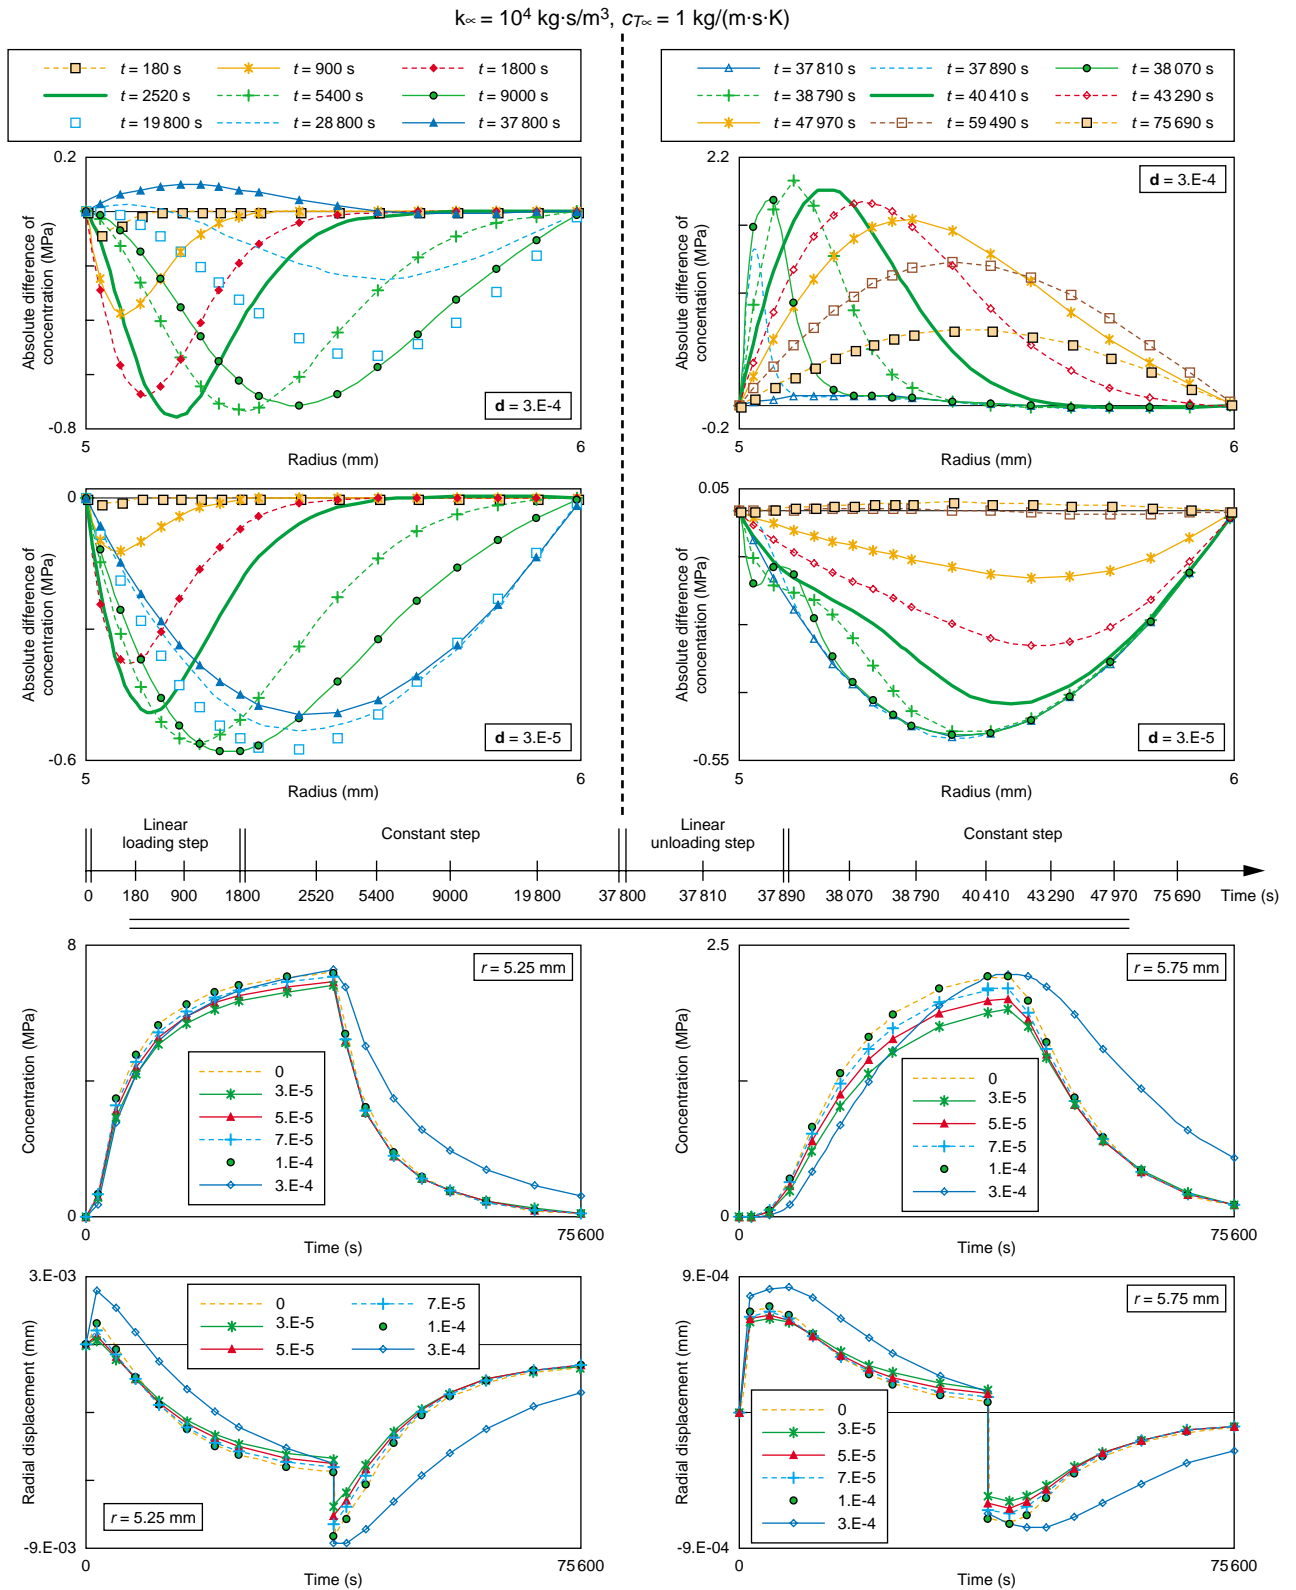 k∝ = 10⁴ kg·s/m³, cT∝ = 1 kg/(m·s·K)
t = 180 s t = 900 s t = 1800 s
t = 2520 s t = 5400 s t = 9000 s
t = 19 800 s t = 28 800 s t = 37 800 s
t = 37 810 s t = 37 890 s t = 38 070 s
t = 38 790 s t = 40 410 s t = 43 290 s
t = 47 970 s t = 59 490 s t = 75 690 s
0.2
-0.8
Absolute difference of
concentration (MPa)
d = 3.E-4
5 6
Radius (mm)
2.2
-0.2
Absolute difference of
concentation (MPa)
d = 3.E-4
5 6
Radius (mm)
0
-0.6
Absolute difference of
concentration (MPa)
d = 3.E-5
5 6
Radius (mm)
0.05
-0.55
Absolute difference of
concentation (MPa)
d = 3.E-5
5 6
Radius (mm)
Linear
loading step
Constant step
Linear
unloading step
Constant step
0 180 900 1800 2520 5400 9000 19 800 37 800 37 810 37 890 38 070 38 790 40 410 43 290 47 970 75 690 Time (s)
8
0
Concentration (MPa)
r = 5.25 mm
0
3.E-5
5.E-5
7.E-5
1.E-4
3.E-4
0 75 600
Time (s)
2.5
0
Concentration (MPa)
r = 5.75 mm
0
3.E-5
5.E-5
7.E-5
1.E-4
3.E-4
0 75 600
Time (s)
3.E-03
-9.E-03
Radial displacement (mm)
0 7.E-5
3.E-5 1.E-4
5.E-5 3.E-4
r = 5.25 mm
0 75 600
Time (s)
9.E-04
-9.E-04
Radial displacement (mm)
r = 5.75 mm
0
3.E-5
5.E-5
7.E-5
1.E-4
3.E-4
0 75 600
Time (s)